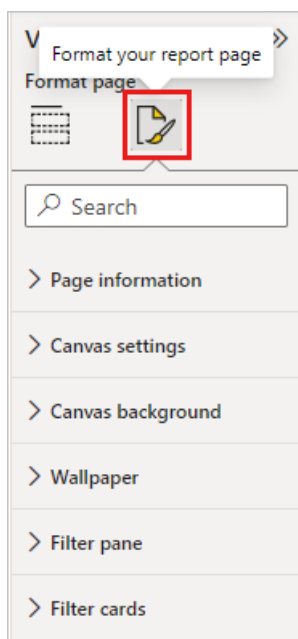 V
Format your report page
Format page
Search
Page information
Canvas settings
Canvas background
Wallpaper
Filter pane
Filter cards